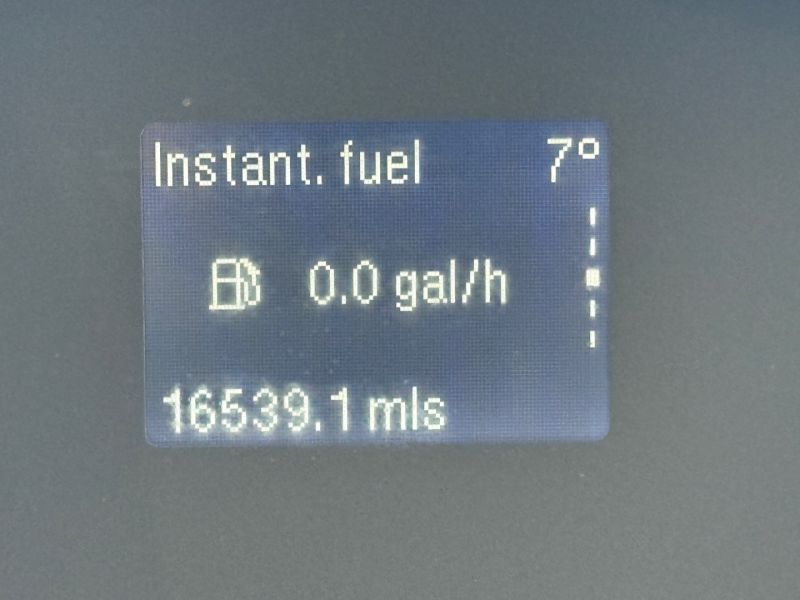 Instant. fuel 7°
0.0 gal/h
16539.1 mls